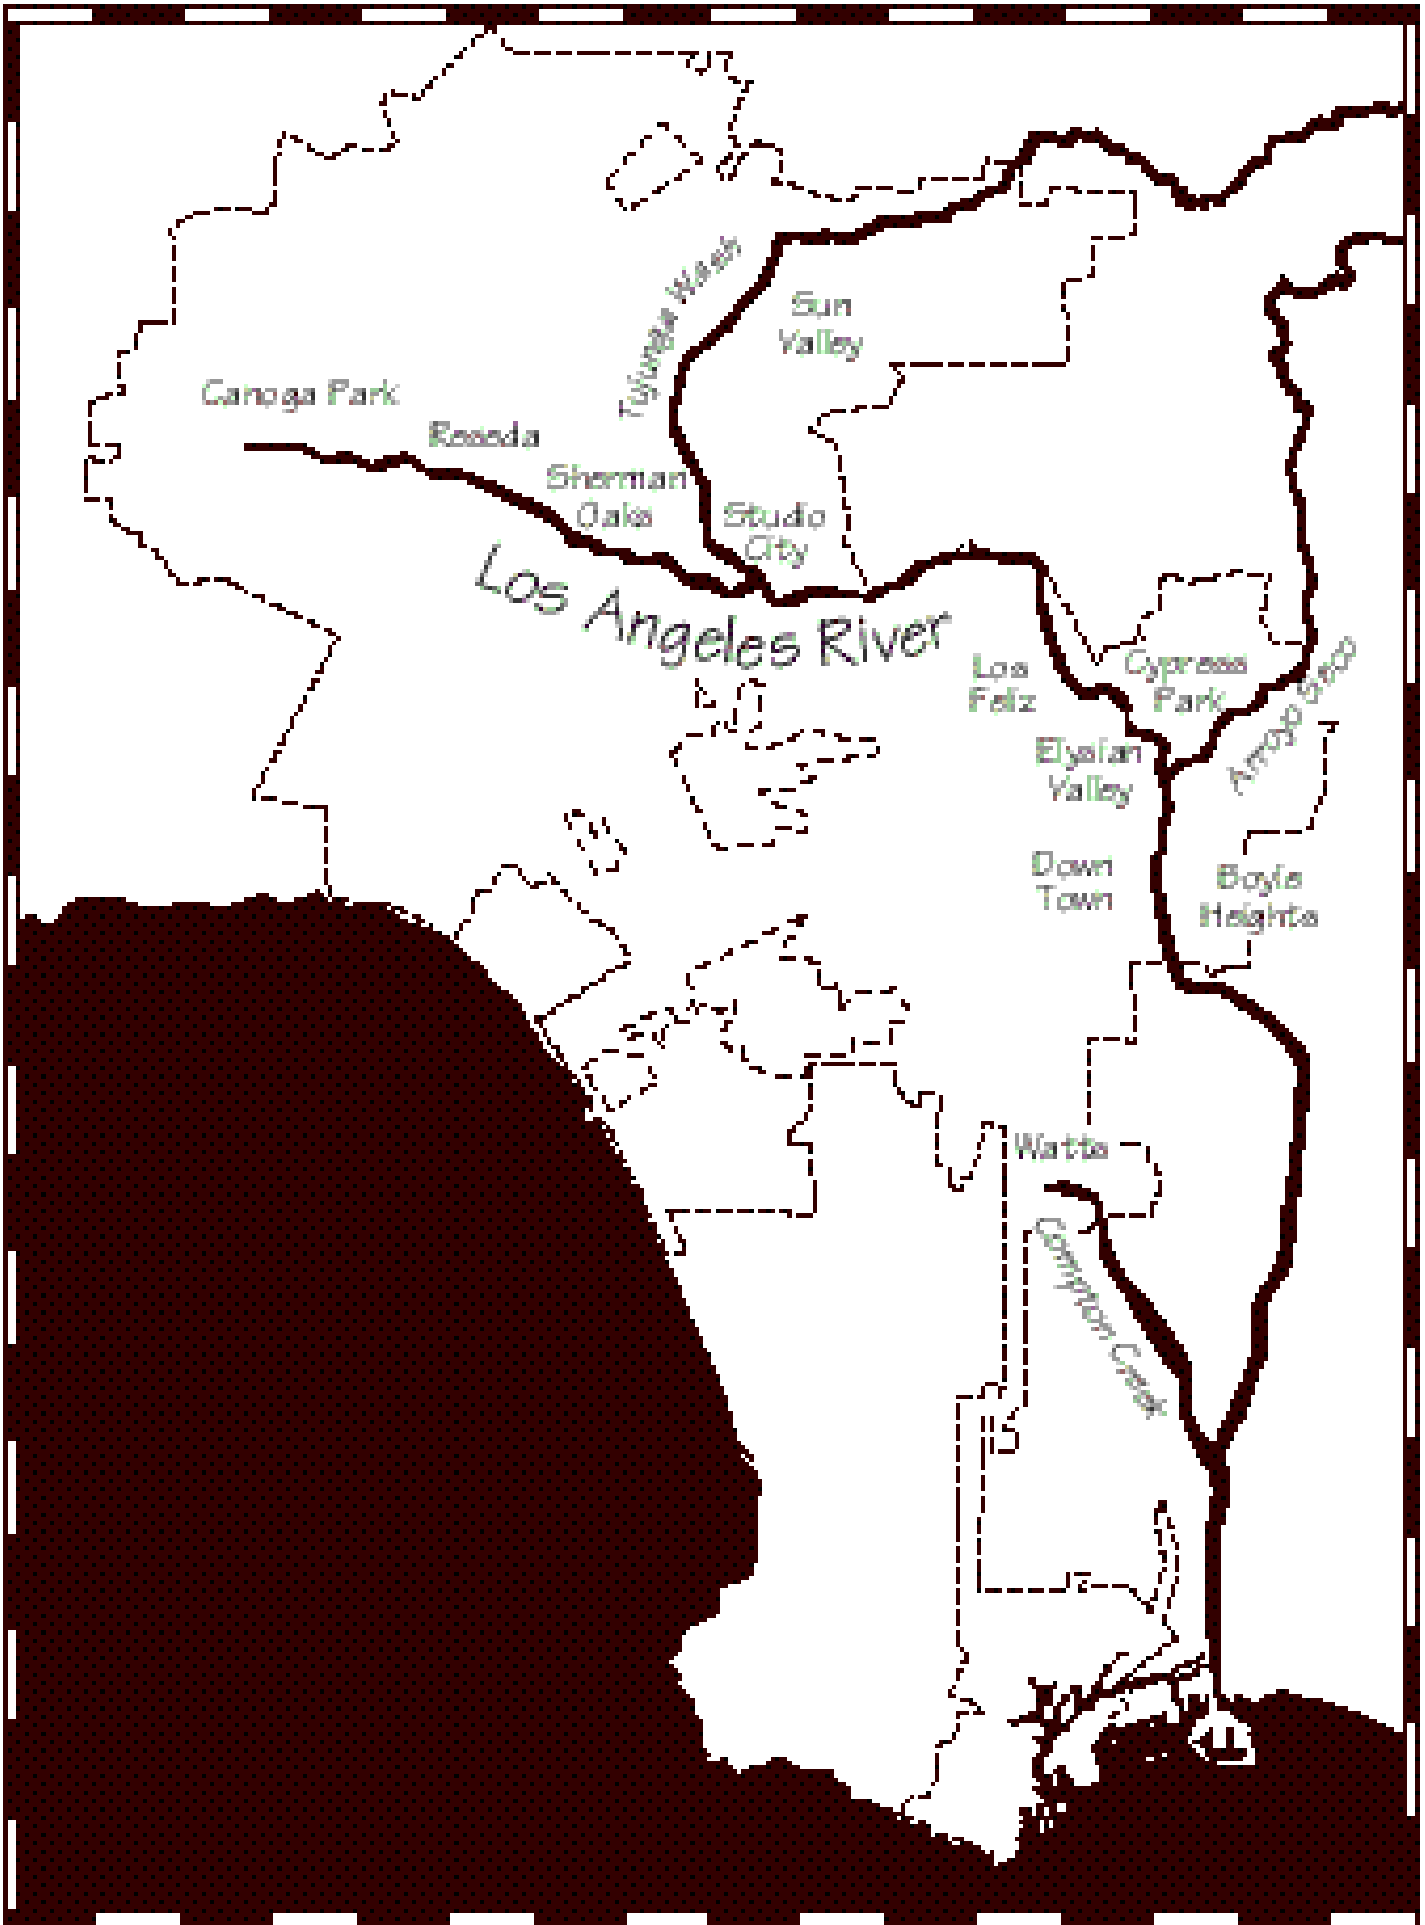 Tujunga Wash
Sun
Valley
Canoga Park
Reseda
Sherman
Oaks
Studio
City
Los Angeles River
Los
Feliz
Cypress
Park
Arroyo Seco
Elysian
Valley
Down
Town
Boyle
Heights
Watts
Compton Creek